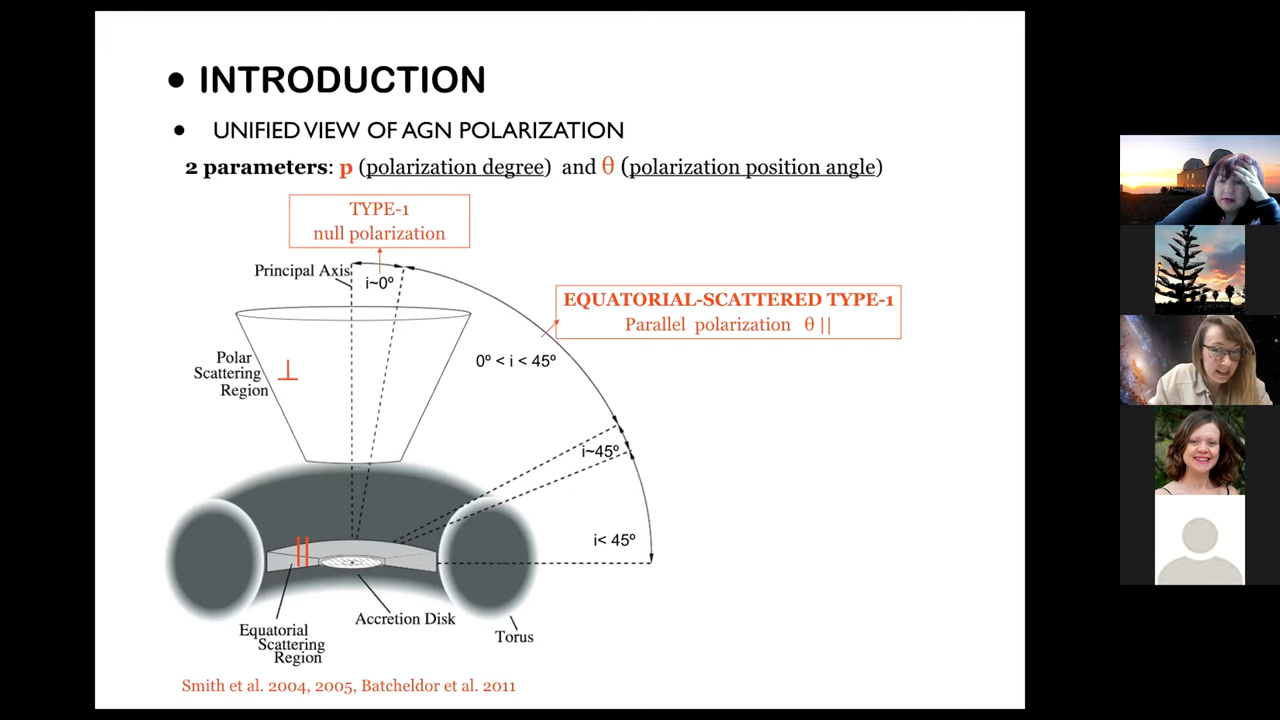 • INTRODUCTION
• UNIFIED VIEW OF AGN POLARIZATION
2 parameters: p (polarization degree) and θ (polarization position angle)
TYPE-1
null polarization
Principal Axis
i~0º
EQUATORIAL-SCATTERED TYPE-1
Parallel polarization θ ||
0º < i < 45º
Polar
Scattering
Region
⊥
i~45º
i< 45º
||
Accretion Disk
Equatorial
Scattering
Region
Torus
Smith et al. 2004, 2005, Batcheldor et al. 2011